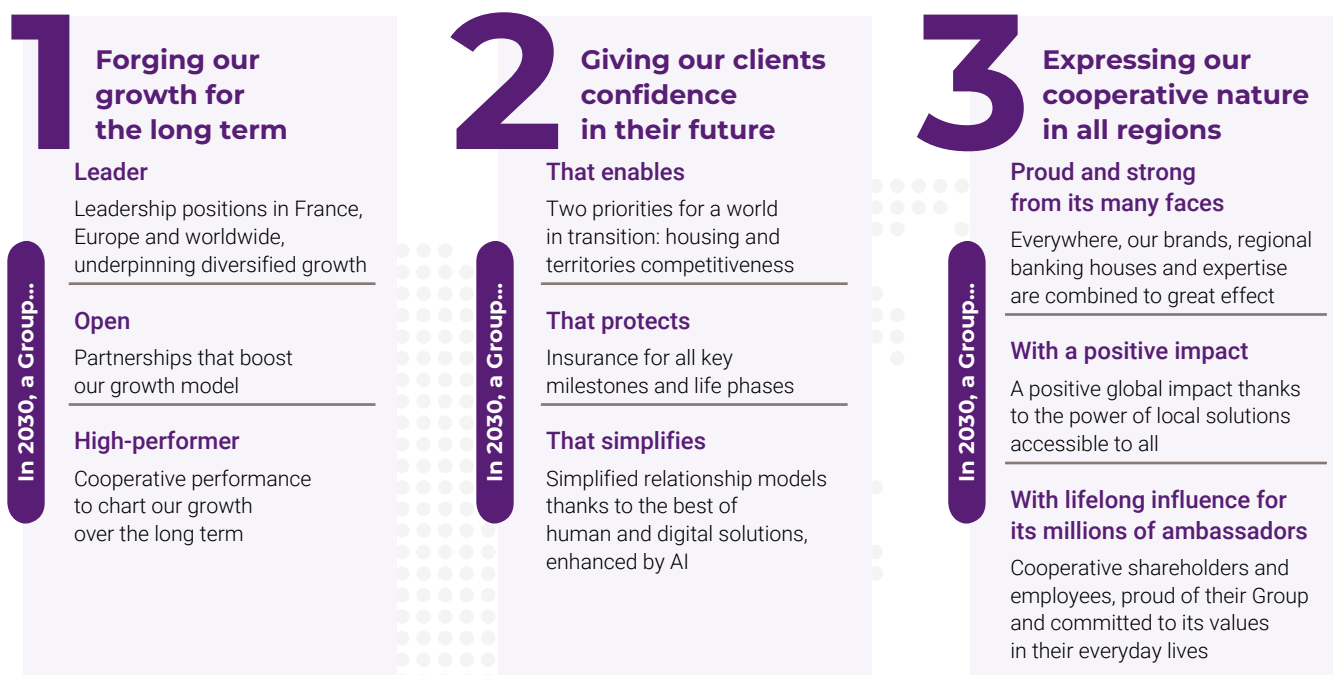 1
Forging our
growth for
the long term
In 2030, a Group...
Leader
Leadership positions in France,
Europe and worldwide,
underpinning diversified growth
Open
Partnerships that boost
our growth model
High-performer
Cooperative performance
to chart our growth
over the long term
2
Giving our clients
confidence
in their future
In 2030, a Group...
That enables
Two priorities for a world
in transition: housing and
territories competitiveness
That protects
Insurance for all key
milestones and life phases
That simplifies
Simplified relationship models
thanks to the best of
human and digital solutions,
enhanced by AI
3
Expressing our
cooperative nature
in all regions
In 2030, a Group...
Proud and strong
from its many faces
Everywhere, our brands, regional
banking houses and expertise
are combined to great effect
With a positive impact
A positive global impact thanks
to the power of local solutions
accessible to all
With lifelong influence for
its millions of ambassadors
Cooperative shareholders and
employees, proud of their Group
and committed to its values
in their everyday lives